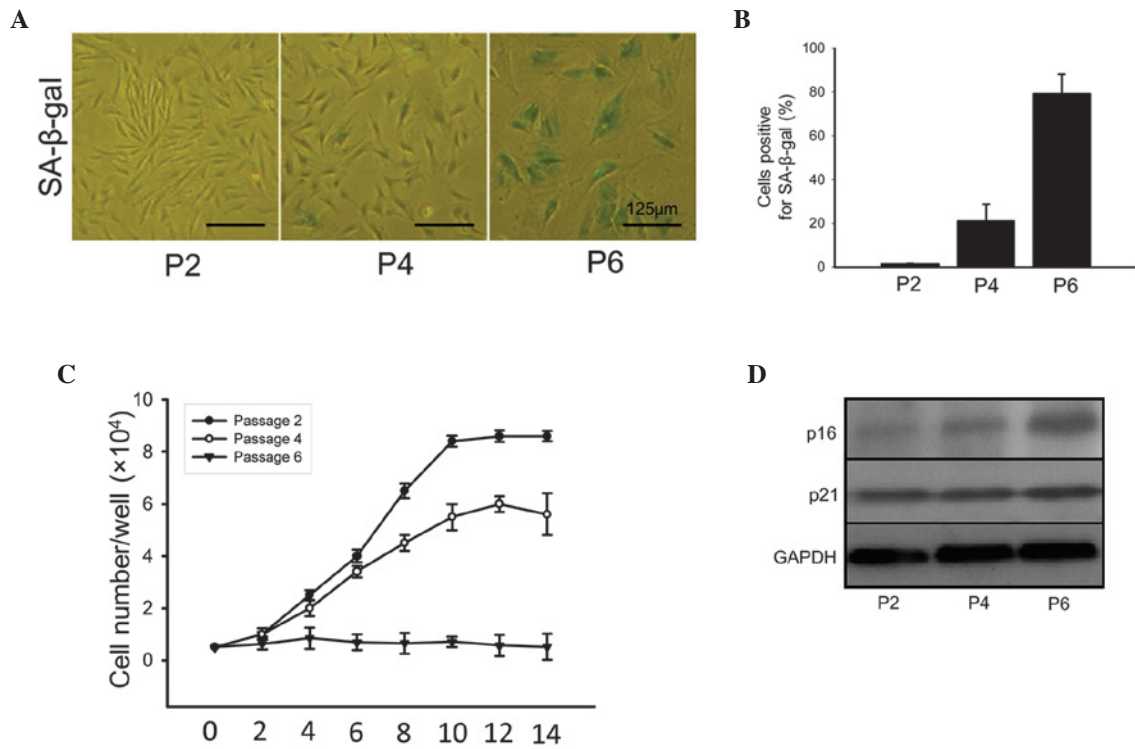 A
SA-β-gal
125μm
P2
P4
P6
B
Cells positive
for SA-β-gal (%)
100
80
60
40
20
0
P2
P4
P6
C
Cell number/well (×10⁴)
10
8
6
4
2
0
Passage 2
Passage 4
Passage 6
0 2 4 6 8 10 12 14
D
p16
p21
GAPDH
P2
P4
P6